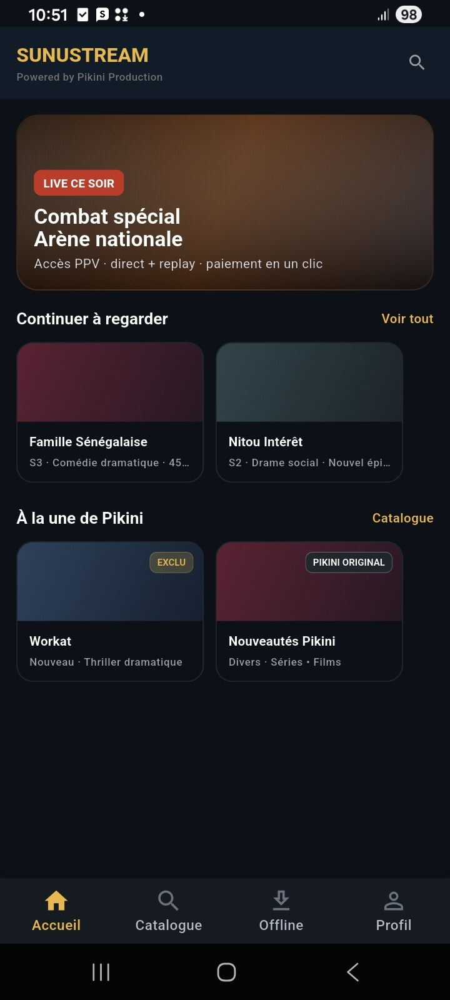 10:51
98
SUNUSTREAM
Powered by Pikini Production
LIVE CE SOIR
Combat spécial
Arène nationale
Accès PPV · direct + replay · paiement en un clic
Continuer à regarder
Voir tout
Famille Sénégalaise
S3 · Comédie dramatique · 45...
Nitou Intérêt
S2 · Drame social · Nouvel épi...
À la une de Pikini
Catalogue
EXCLU
PIKINI ORIGINAL
Workat
Nouveau · Thriller dramatique
Nouveautés Pikini
Divers · Séries • Films
Accueil
Catalogue
Offline
Profil